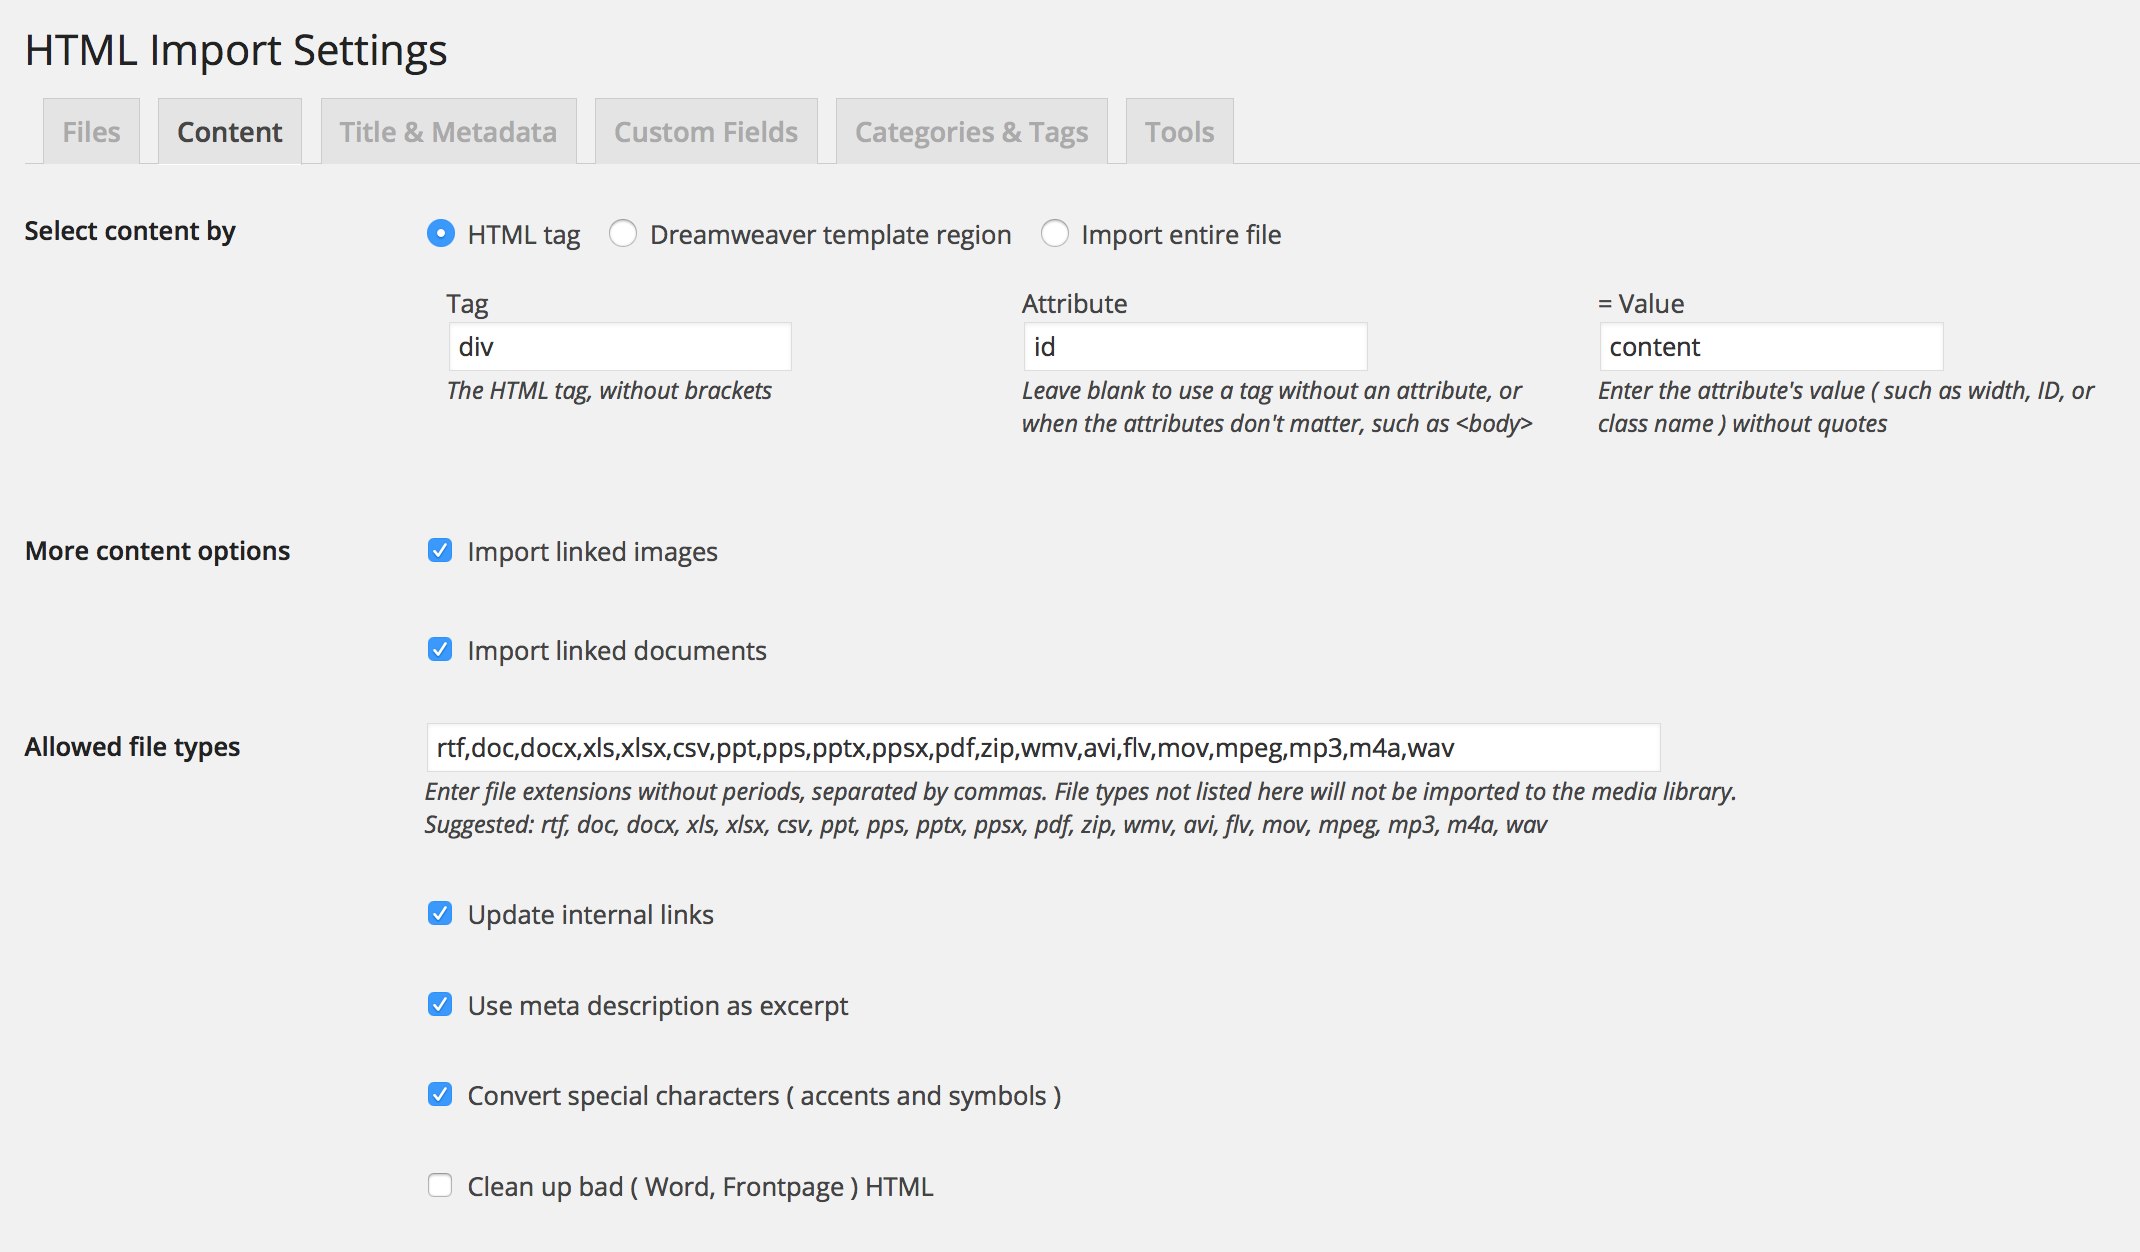 HTML Import Settings
Files
Content
Title & Metadata
Custom Fields
Categories & Tags
Tools
Select content by
HTML tag
Dreamweaver template region
Import entire file
Tag
Attribute
= Value
div
id
content
The HTML tag, without brackets
Leave blank to use a tag without an attribute, or
when the attributes don't matter, such as <body>
Enter the attribute's value ( such as width, ID, or
class name ) without quotes
More content options
Import linked images
Import linked documents
Allowed file types
rtf,doc,docx,xls,xlsx,csv,ppt,pps,pptx,ppsx,pdf,zip,wmv,avi,flv,mov,mpeg,mp3,m4a,wav
Enter file extensions without periods, separated by commas. File types not listed here will not be imported to the media library.
Suggested: rtf, doc, docx, xls, xlsx, csv, ppt, pps, pptx, ppsx, pdf, zip, wmv, avi, flv, mov, mpeg, mp3, m4a, wav
Update internal links
Use meta description as excerpt
Convert special characters ( accents and symbols )
Clean up bad ( Word, Frontpage ) HTML